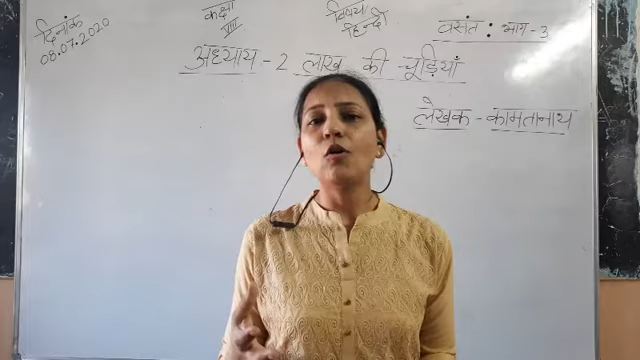 दिनांक
08.07.2020
कक्षा
VIII
विषय
हिन्दी
वसंत : भाग - 3
अध्याय - 2 लाख की चूड़ियाँ
लेखक - कामतानाथ